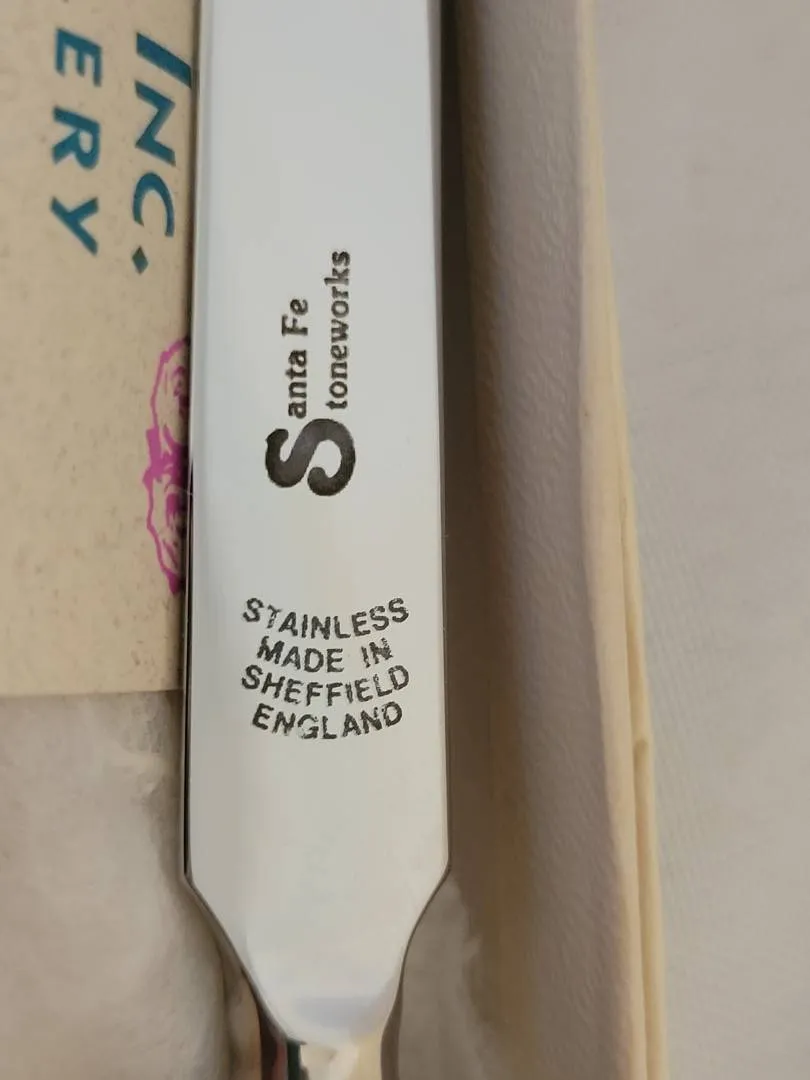 INC.
ERY
Santa Fe
Stoneworks
STAINLESS
MADE IN
SHEFFIELD
ENGLAND